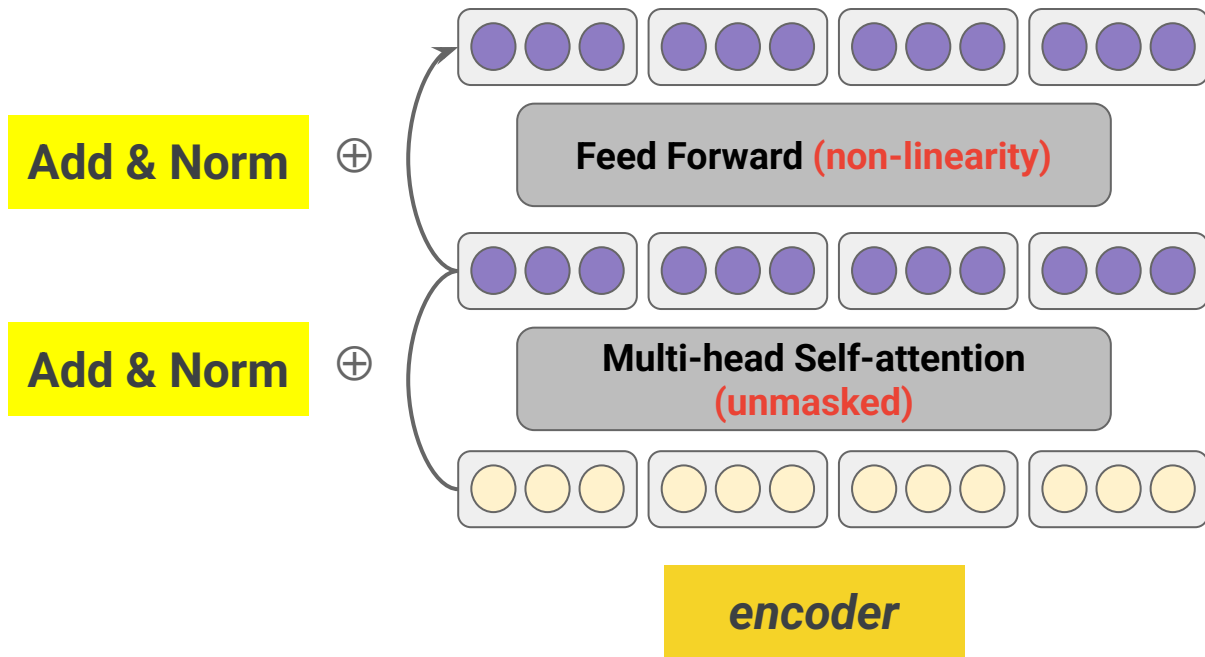 Add & Norm
Feed Forward (non-linearity)
Add & Norm
Multi-head Self-attention
(unmasked)
encoder